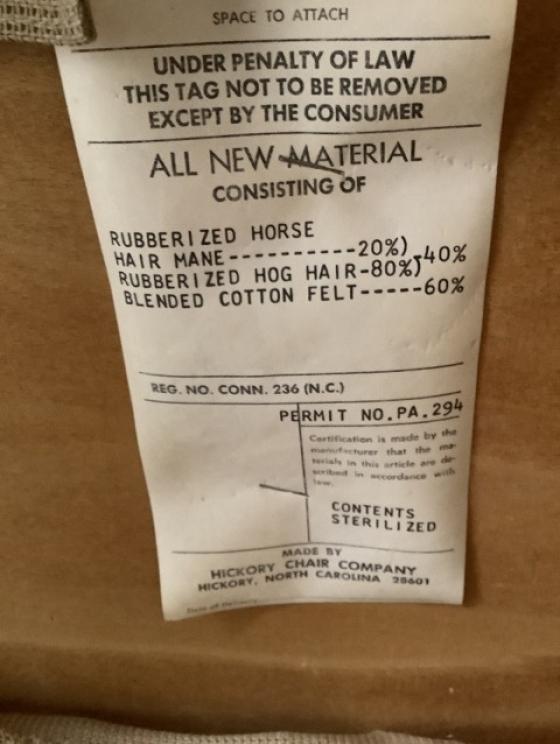 SPACE TO ATTACH
UNDER PENALTY OF LAW
THIS TAG NOT TO BE REMOVED
EXCEPT BY THE CONSUMER
ALL NEW MATERIAL
CONSISTING OF
RUBBERIZED HORSE
HAIR MANE-----------20%)
RUBBERIZED HOG HAIR-80%)-40%
BLENDED COTTON FELT-----60%
REG. NO. CONN. 236 (N.C.)
PERMIT NO.PA.294
Certification is made by the
manufacturer that the ma-
terials in this article are de-
scribed in accordance with
law.
CONTENTS
STERILIZED
MADE BY
HICKORY CHAIR COMPANY
HICKORY, NORTH CAROLINA 28601
Date of Delivery